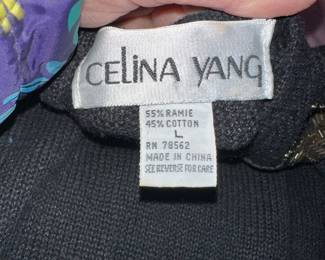 CELINA YANG
55% RAMIE
45% COTTON
L
RN 78562
MADE IN CHINA
SEE REVERSE FOR CARE